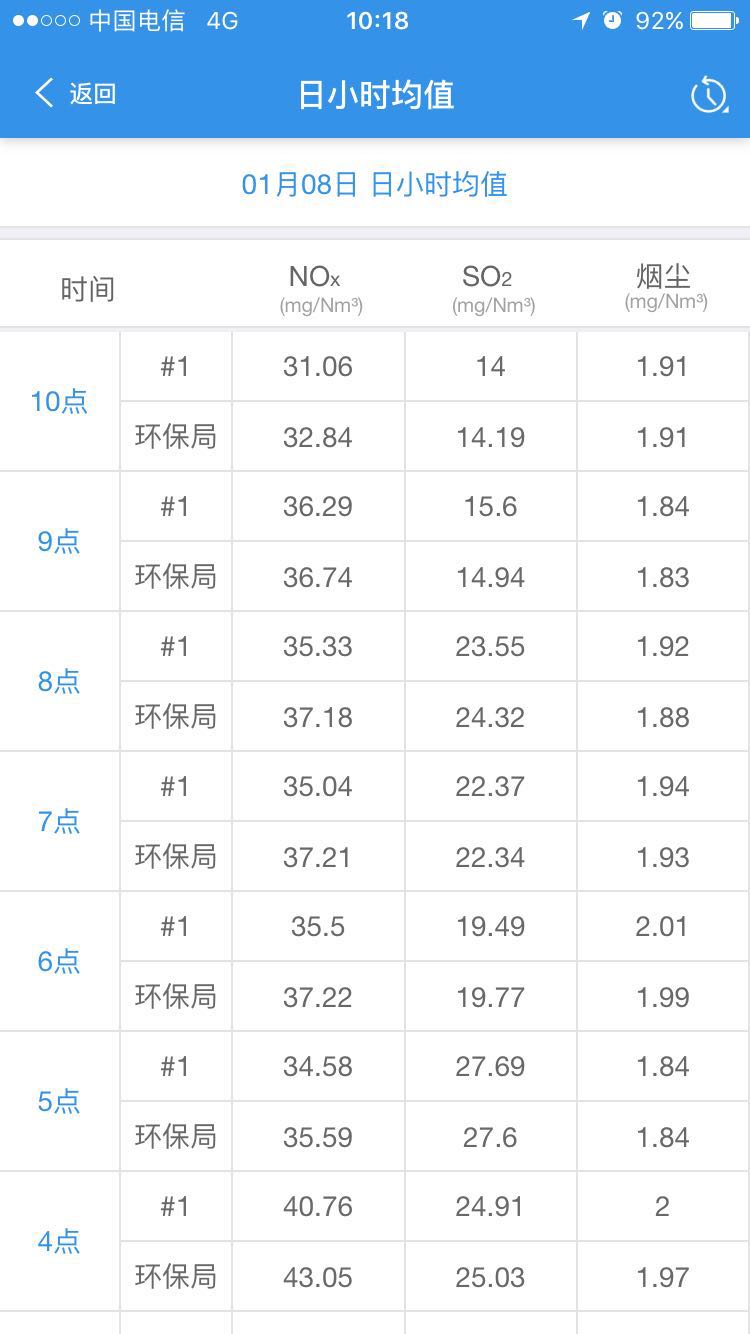 中国电信 4G 10:18 92%
返回 日小时均值
01月08日 日小时均值
时间 NOx SO2 烟尘
(mg/Nm³) (mg/Nm³) (mg/Nm³)
10点 #1 31.06 14 1.91
环保局 32.84 14.19 1.91
9点 #1 36.29 15.6 1.84
环保局 36.74 14.94 1.83
8点 #1 35.33 23.55 1.92
环保局 37.18 24.32 1.88
7点 #1 35.04 22.37 1.94
环保局 37.21 22.34 1.93
6点 #1 35.5 19.49 2.01
环保局 37.22 19.77 1.99
5点 #1 34.58 27.69 1.84
环保局 35.59 27.6 1.84
4点 #1 40.76 24.91 2
环保局 43.05 25.03 1.97